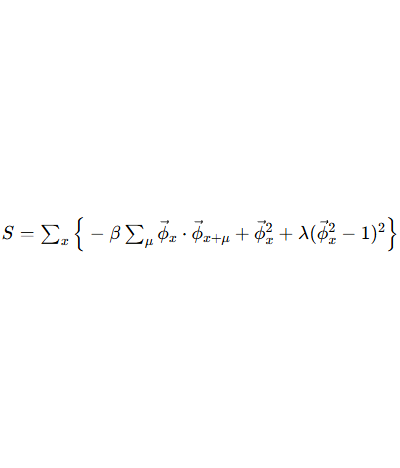 $S = \sum_x \Big\{ -\beta \sum_\mu \vec{\phi}_x \cdot \vec{\phi}_{x+\mu} + \vec{\phi}_x^2 + \lambda (\vec{\phi}_x^2 - 1)^2 \Big\}$